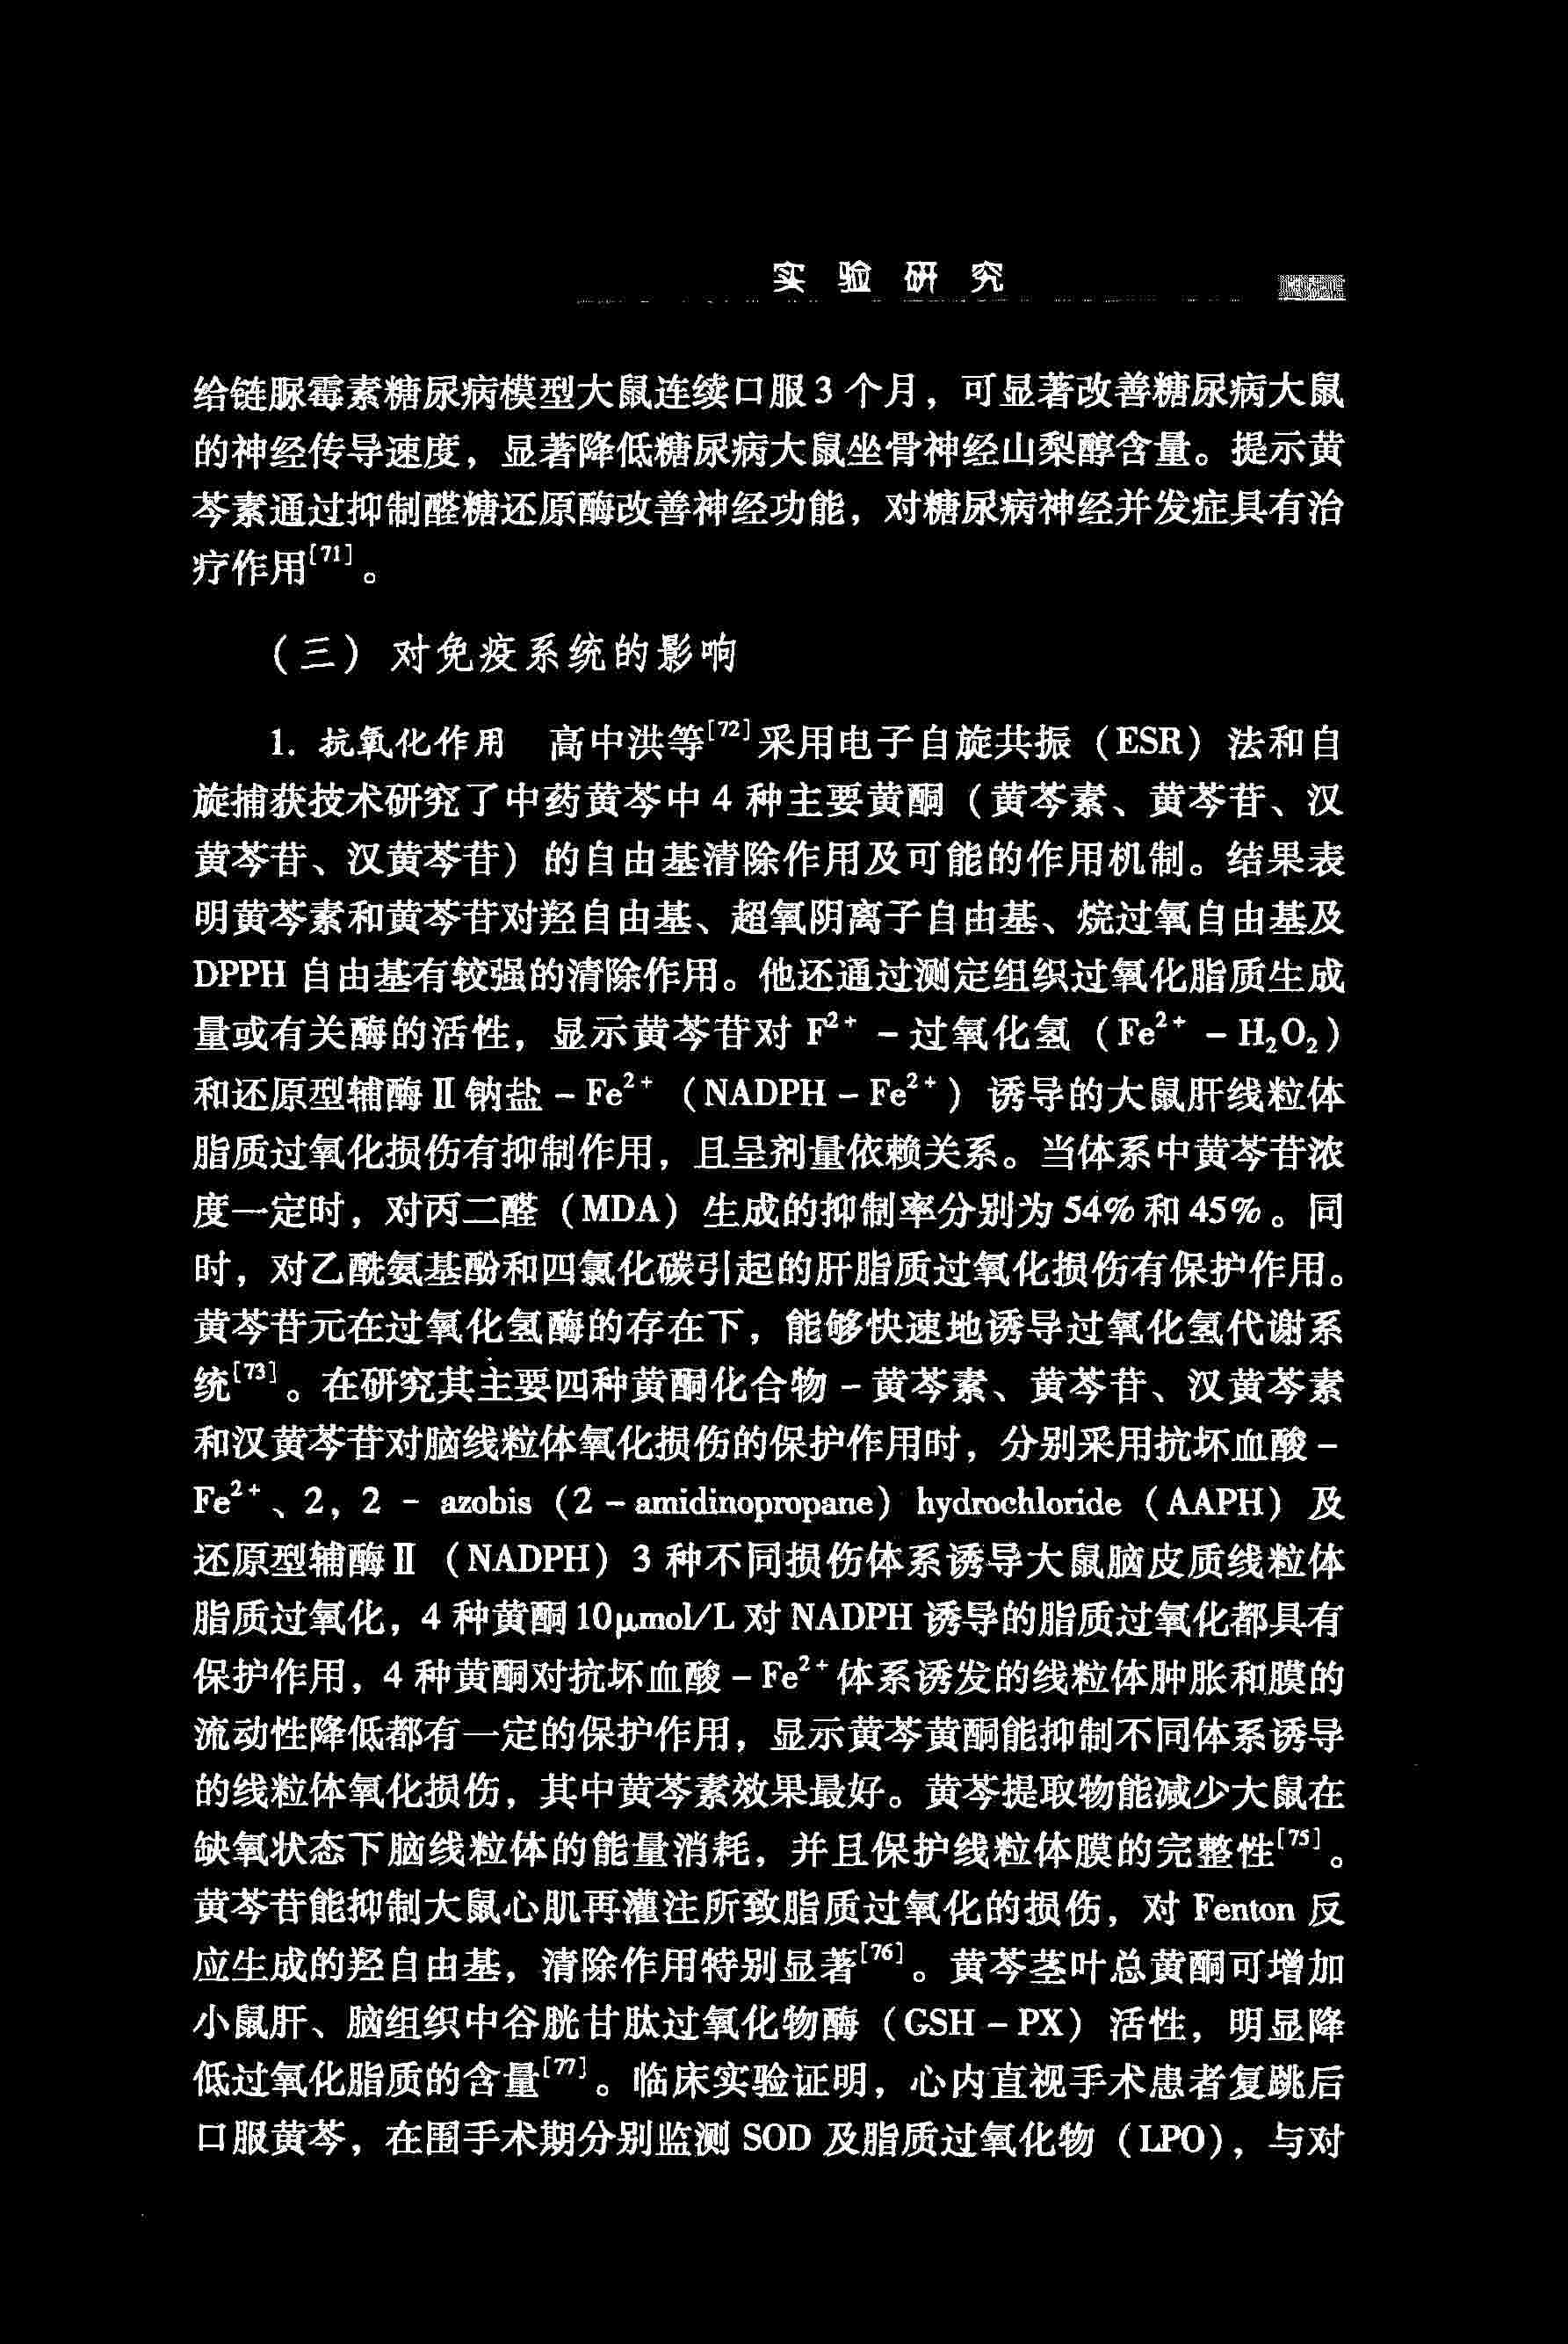 实验研究
给链脲霉素糖尿病模型大鼠连续口服3个月，可显著改善糖尿病大鼠
的神经传导速度，显著降低糖尿病大鼠坐骨神经山梨醇含量。提示黄
芩素通过抑制醛糖还原酶改善神经功能，对糖尿病神经并发症具有治
疗作用[71]。
（三）对免疫系统的影响
1. 抗氧化作用 高中洪等[72]采用电子自旋共振（ESR）法和自
旋捕获技术研究了中药黄芩中4种主要黄酮（黄芩素、黄芩苷、汉
黄芩苷、汉黄芩苷）的自由基清除作用及可能的作用机制。结果表
明黄芩素和黄芩苷对羟自由基、超氧阴离子自由基、烷过氧自由基及
DPPH 自由基有较强的清除作用。他还通过测定组织过氧化脂质生成
量或有关酶的活性，显示黄芩苷对 F²⁺ －过氧化氢（Fe²⁺ － H₂O₂）
和还原型辅酶Ⅱ钠盐－Fe²⁺（NADPH－Fe²⁺）诱导的大鼠肝线粒体
脂质过氧化损伤有抑制作用，且呈剂量依赖关系。当体系中黄芩苷浓
度一定时，对丙二醛（MDA）生成的抑制率分别为54%和45%。同
时，对乙酰氨基酚和四氯化碳引起的肝脂质过氧化损伤有保护作用。
黄芩苷元在过氧化氢酶的存在下，能够快速地诱导过氧化氢代谢系
统[73]。在研究其主要四种黄酮化合物－黄芩素、黄芩苷、汉黄芩素
和汉黄芩苷对脑线粒体氧化损伤的保护作用时，分别采用抗坏血酸－
Fe²⁺、2，2 － azobis（2－amidinopropane）hydrochloride（AAPH）及
还原型辅酶Ⅱ（NADPH）3种不同损伤体系诱导大鼠脑皮质线粒体
脂质过氧化，4种黄酮10μmol/L对NADPH诱导的脂质过氧化都具有
保护作用，4种黄酮对抗坏血酸－Fe²⁺体系诱发的线粒体肿胀和膜的
流动性降低都有一定的保护作用，显示黄芩黄酮能抑制不同体系诱导
的线粒体氧化损伤，其中黄芩素效果最好。黄芩提取物能减少大鼠在
缺氧状态下脑线粒体的能量消耗，并且保护线粒体膜的完整性[75]。
黄芩苷能抑制大鼠心肌再灌注所致脂质过氧化的损伤，对 Fenton 反
应生成的羟自由基，清除作用特别显著[76]。黄芩茎叶总黄酮可增加
小鼠肝、脑组织中谷胱甘肽过氧化物酶（GSH－PX）活性，明显降
低过氧化脂质的含量[77]。临床实验证明，心内直视手术患者复跳后
口服黄芩，在围手术期分别监测 SOD 及脂质过氧化物（LPO），与对